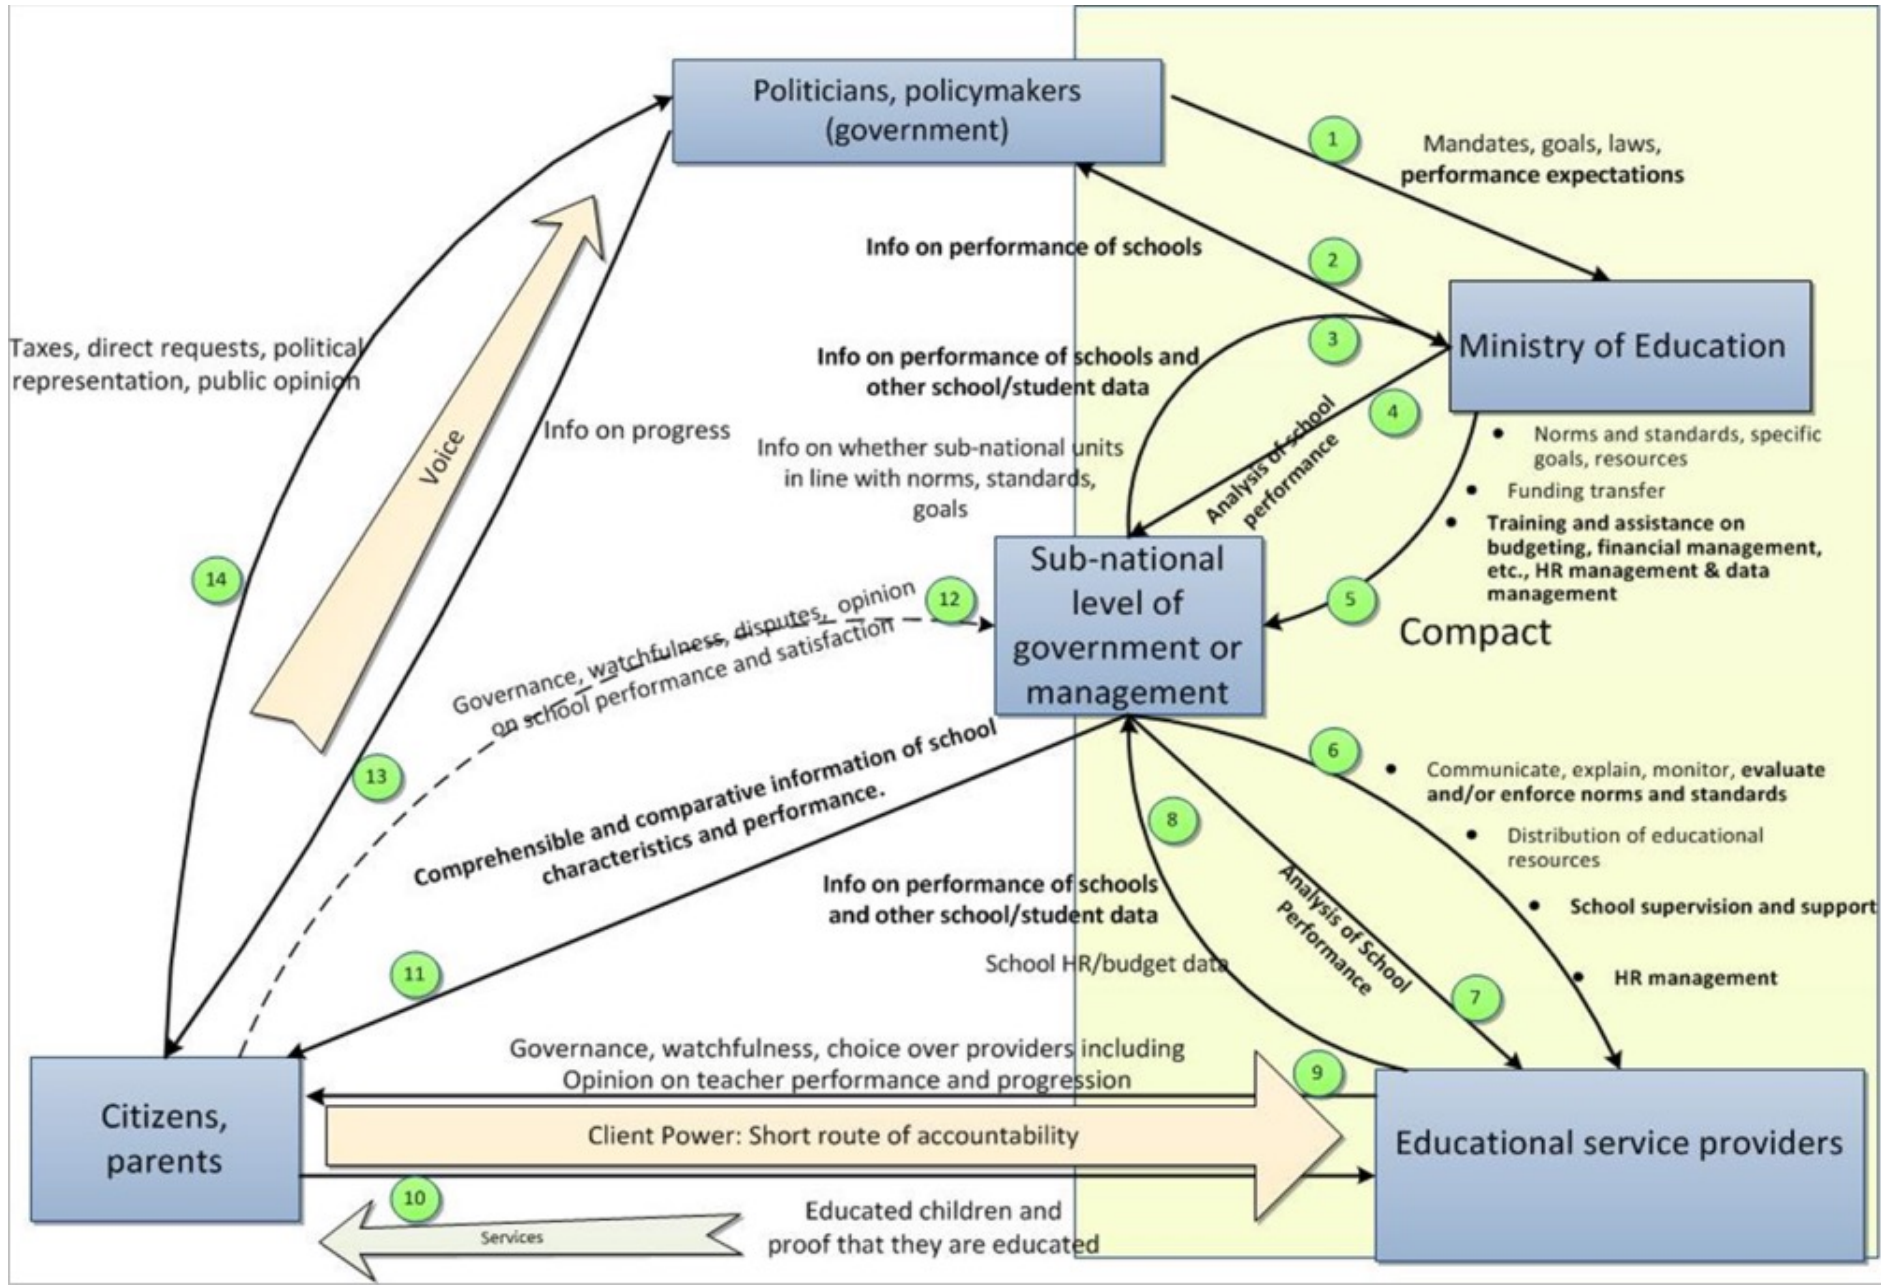 Politicians, policymakers
(government)
1
Mandates, goals, laws,
performance expectations
Info on performance of schools
2
3
Info on performance of schools and
other school/student data
Ministry of Education
Taxes, direct requests, political
representation, public opinion
Voice
Info on progress
4
Analysis of school
performance
Info on whether sub-national units
in line with norms, standards,
goals
• Norms and standards, specific
goals, resources
• Funding transfer
• Training and assistance on
budgeting, financial management,
etc., HR management & data
management
5
Compact
Sub-national
level of
government or
management
14
12
Governance, watchfulness, disputes, opinion
on school performance and satisfaction
13
Comprehensible and comparative information of school
characteristics and performance.
6
• Communicate, explain, monitor, evaluate
and/or enforce norms and standards
• Distribution of educational
resources
• School supervision and support
• HR management
8
Info on performance of schools
and other school/student data
School HR/budget data
Analysis of School
Performance
7
11
Governance, watchfulness, choice over providers including
Opinion on teacher performance and progression
9
Citizens,
parents
Client Power: Short route of accountability
Educational service providers
10
Services
Educated children and
proof that they are educated